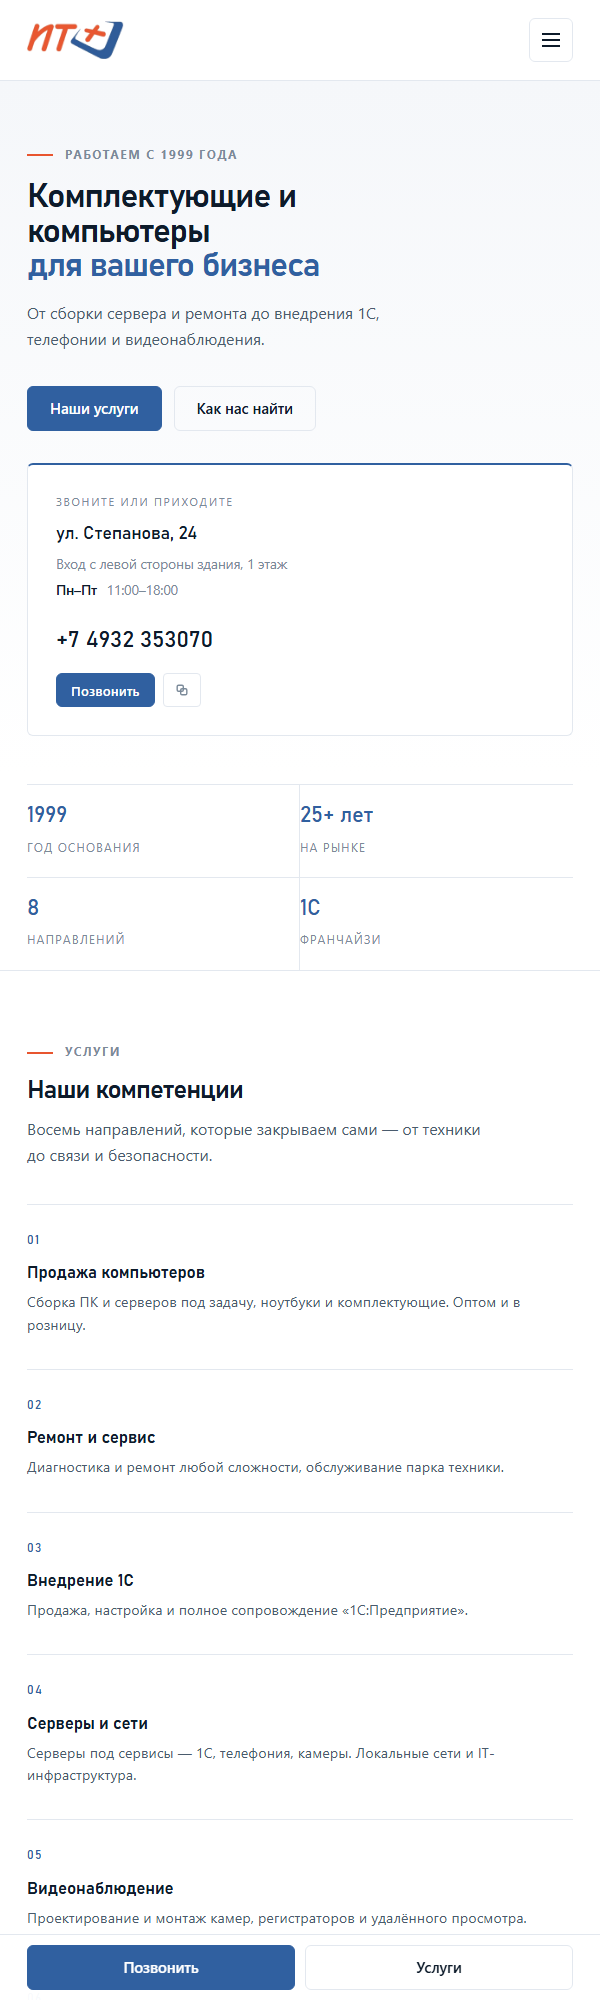 ИТ+
РАБОТАЕМ С 1999 ГОДА
Комплектующие и
компьютеры
для вашего бизнеса
От сборки сервера и ремонта до внедрения 1С,
телефонии и видеонаблюдения.
Наши услуги
Как нас найти
ЗВОНИТЕ ИЛИ ПРИХОДИТЕ
ул. Степанова, 24
Вход с левой стороны здания, 1 этаж
Пн–Пт 11:00–18:00
+7 4932 353070
Позвонить
1999
ГОД ОСНОВАНИЯ
25+ лет
НА РЫНКЕ
8
НАПРАВЛЕНИЙ
1С
ФРАНЧАЙЗИ
УСЛУГИ
Наши компетенции
Восемь направлений, которые закрываем сами — от техники
до связи и безопасности.
01
Продажа компьютеров
Сборка ПК и серверов под задачу, ноутбуки и комплектующие. Оптом и в
розницу.
02
Ремонт и сервис
Диагностика и ремонт любой сложности, обслуживание парка техники.
03
Внедрение 1С
Продажа, настройка и полное сопровождение «1С:Предприятие».
04
Серверы и сети
Серверы под сервисы — 1С, телефония, камеры. Локальные сети и IT-
инфраструктура.
05
Видеонаблюдение
Проектирование и монтаж камер, регистраторов и удалённого просмотра.
Позвонить
Услуги